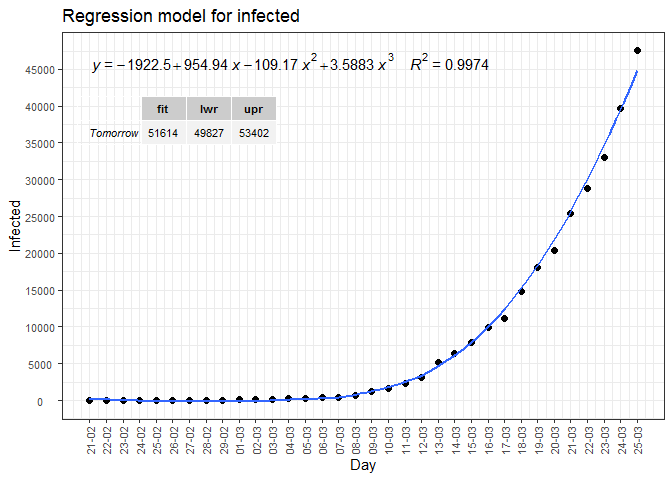 Regression model for infected
y = −1922.5 + 954.94 x − 109.17 x² + 3.5883 x³ R² = 0.9974
fit lwr upr
Tomorrow 51614 49827 53402
45000
40000
35000
30000
25000
20000
15000
10000
5000
0
Infected
21-02 22-02 23-02 24-02 25-02 26-02 27-02 28-02 29-02 01-03 02-03 03-03 04-03 05-03 06-03 07-03 08-03 09-03 10-03 11-03 12-03 13-03 14-03 15-03 16-03 17-03 18-03 19-03 20-03 21-03 22-03 23-03 24-03 25-03
Day